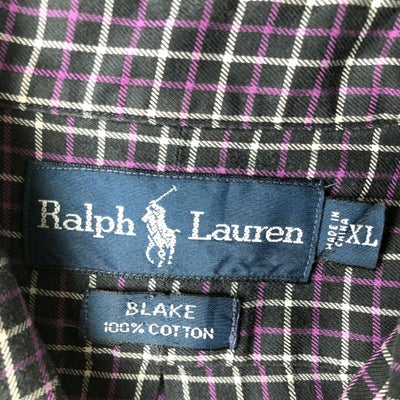 Ralph Lauren
MADE IN
CHINA
XL
BLAKE
100% COTTON